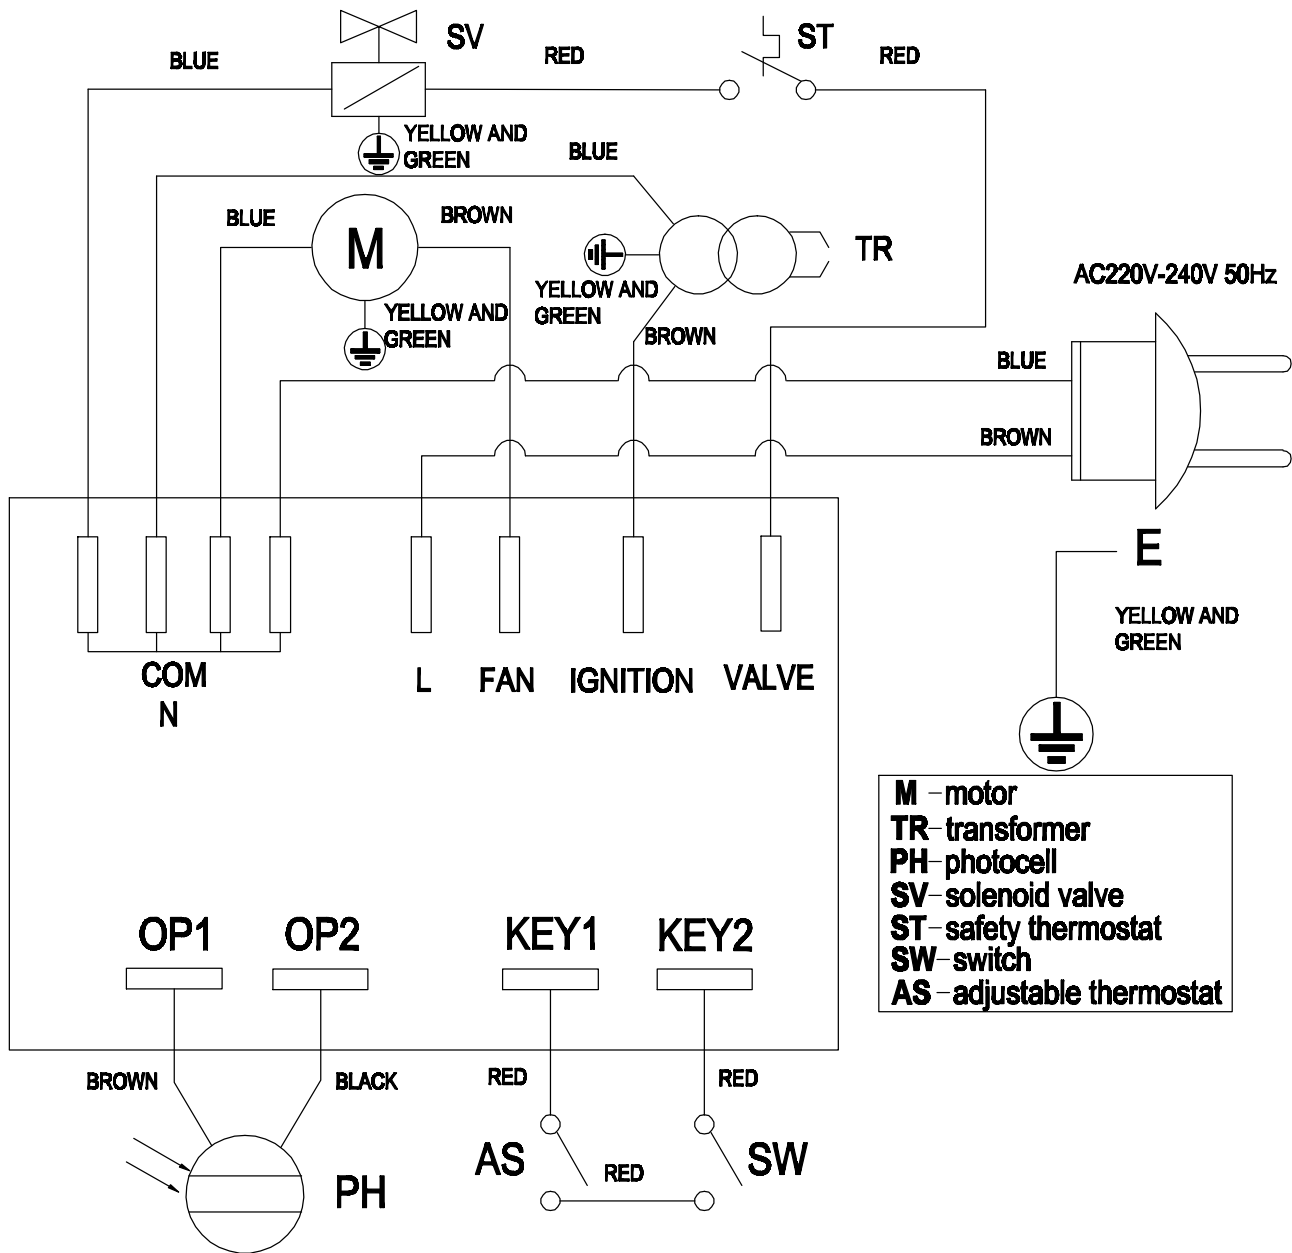 SV
ST
BLUE
RED
RED
YELLOW AND
GREEN
BLUE
BLUE
BROWN
M
TR
AC220V-240V 50Hz
YELLOW AND
GREEN
YELLOW AND
GREEN
BROWN
BLUE
BROWN
E
YELLOW AND
GREEN
COM
N
L
FAN
IGNITION
VALVE
M-motor
TR-transformer
PH-photocell
SV-solenoid valve
ST-safety thermostat
SW-switch
AS-adjustable thermostat
OP1
OP2
KEY1
KEY2
BROWN
BLACK
RED
RED
PH
AS
RED
SW